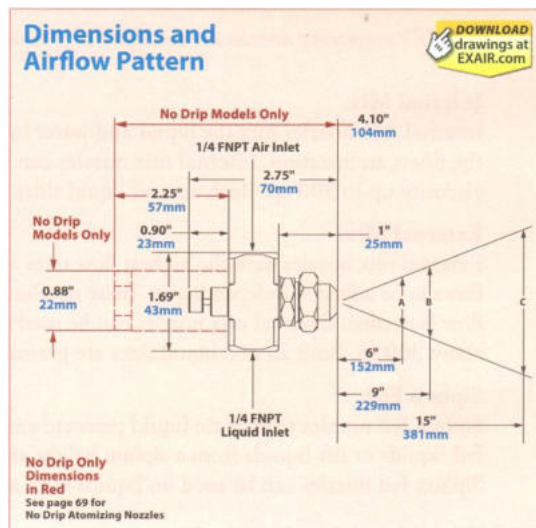 Dimensions and
Airflow Pattern
DOWNLOAD
drawings at
EXAIR.com
No Drip Models Only
4.10"
104mm
1/4 FNPT Air Inlet
2.75"
70mm
2.25"
57mm
No Drip
Models Only
0.90"
23mm
1"
25mm
0.88"
22mm
1.69"
43mm
A
B
C
6"
152mm
9"
229mm
1/4 FNPT
Liquid Inlet
15"
381mm
No Drip Only
Dimensions
in Red
See page 69 for
No Drip Atomizing Nozzles